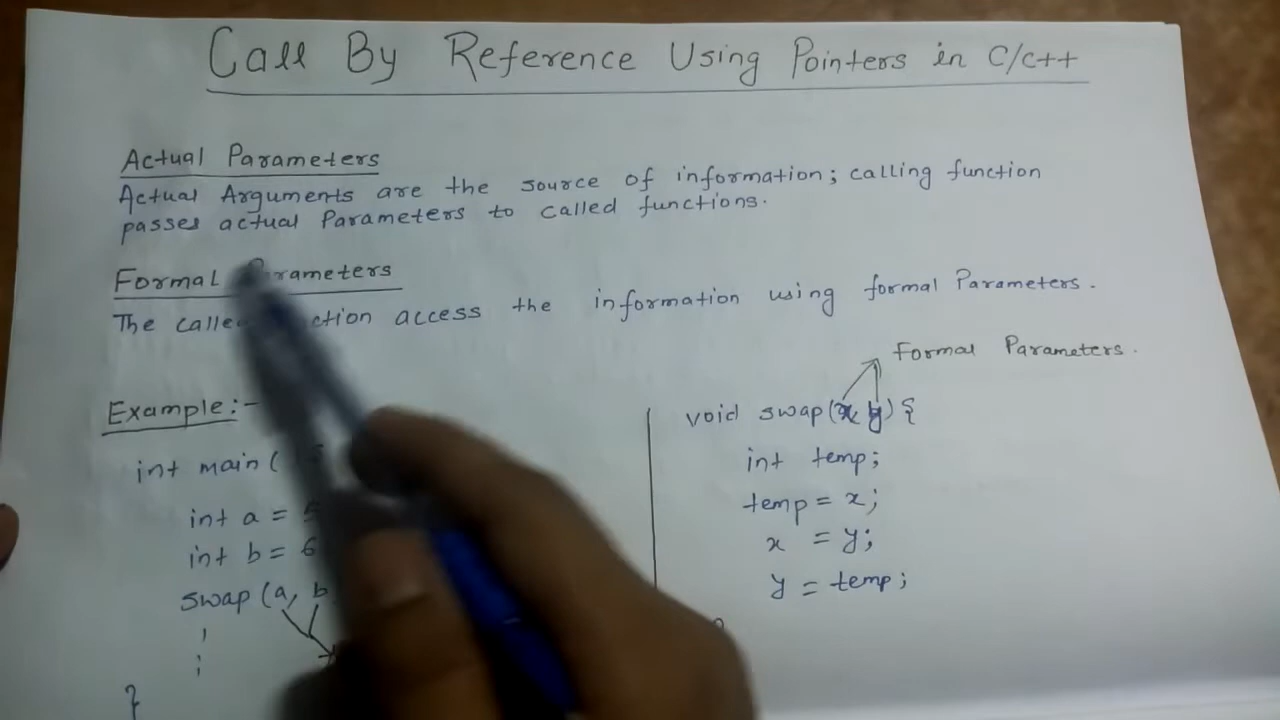 Call By Reference Using Pointers in C/C++
Actual Parameters
Actual Arguments are the source of information; calling function
passes actual Parameters to called functions.
Formal Parameters
The called access the information using formal Parameters.
Formal Parameters.
Example:-
int main(
int a =
int b = 6
swap (a, b
;
;
}
void swap(x y) {
int temp;
temp = x;
x = y;
y = temp;